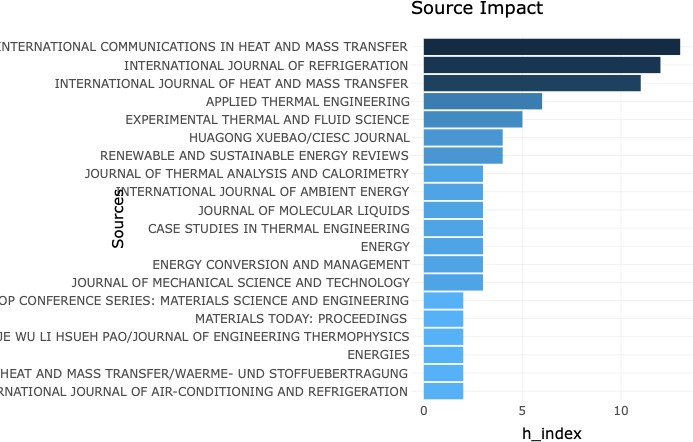 Source Impact
INTERNATIONAL COMMUNICATIONS IN HEAT AND MASS TRANSFER
INTERNATIONAL JOURNAL OF REFRIGERATION
INTERNATIONAL JOURNAL OF HEAT AND MASS TRANSFER
APPLIED THERMAL ENGINEERING
EXPERIMENTAL THERMAL AND FLUID SCIENCE
HUAGONG XUEBAO/CIESC JOURNAL
RENEWABLE AND SUSTAINABLE ENERGY REVIEWS
JOURNAL OF THERMAL ANALYSIS AND CALORIMETRY
INTERNATIONAL JOURNAL OF AMBIENT ENERGY
JOURNAL OF MOLECULAR LIQUIDS
Sources
CASE STUDIES IN THERMAL ENGINEERING
ENERGY
ENERGY CONVERSION AND MANAGEMENT
JOURNAL OF MECHANICAL SCIENCE AND TECHNOLOGY
OP CONFERENCE SERIES: MATERIALS SCIENCE AND ENGINEERING
MATERIALS TODAY: PROCEEDINGS
JE WU LI HSUEH PAO/JOURNAL OF ENGINEERING THERMOPHYSICS
ENERGIES
HEAT AND MASS TRANSFER/WAERME- UND STOFFUEBERTRAGUNG
RNATIONAL JOURNAL OF AIR-CONDITIONING AND REFRIGERATION
0 5 10
h_index